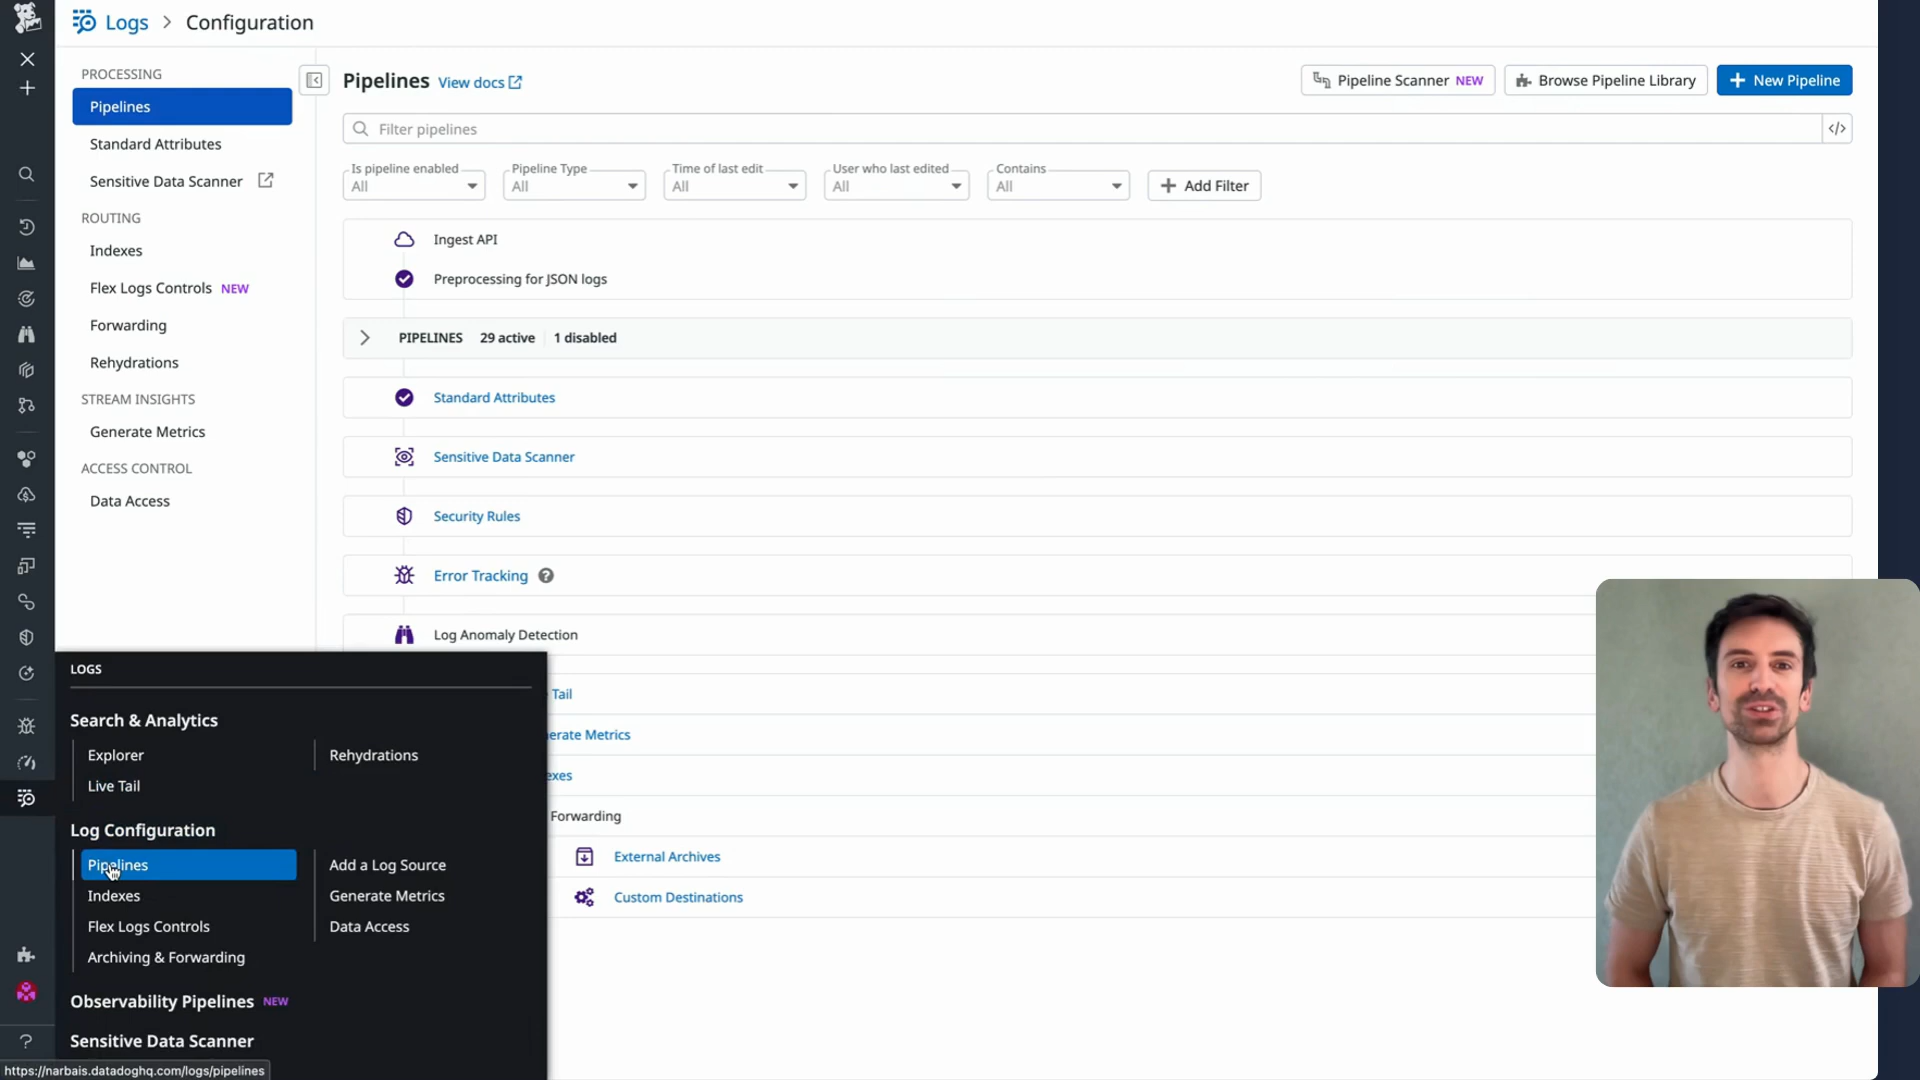 Logs > Configuration
PROCESSING
Pipelines
Standard Attributes
Sensitive Data Scanner
ROUTING
Indexes
Flex Logs Controls NEW
Forwarding
Rehydrations
STREAM INSIGHTS
Generate Metrics
ACCESS CONTROL
Data Access
Pipelines View docs
Pipeline Scanner NEW
Browse Pipeline Library
New Pipeline
Filter pipelines
</>
Is pipeline enabled
All
Pipeline Type
All
Time of last edit
All
User who last edited
All
Contains
All
Add Filter
Ingest API
Preprocessing for JSON logs
PIPELINES 29 active 1 disabled
Standard Attributes
Sensitive Data Scanner
Security Rules
Error Tracking ?
Log Anomaly Detection
Tail
erate Metrics
exes
Forwarding
External Archives
Custom Destinations
LOGS
Search & Analytics
Explorer
Rehydrations
Live Tail
Log Configuration
Pipelines
Add a Log Source
Indexes
Generate Metrics
Flex Logs Controls
Data Access
Archiving & Forwarding
Observability Pipelines NEW
Sensitive Data Scanner
https://narbais.datadoghq.com/logs/pipelines